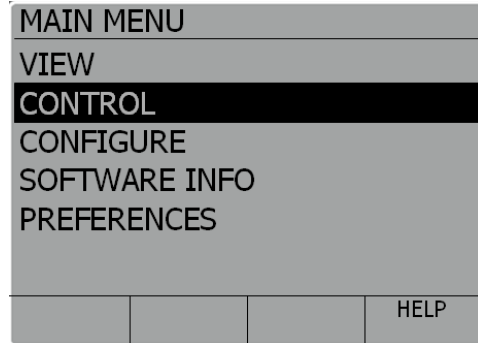 MAIN MENU
VIEW
CONTROL
CONFIGURE
SOFTWARE INFO
PREFERENCES
HELP